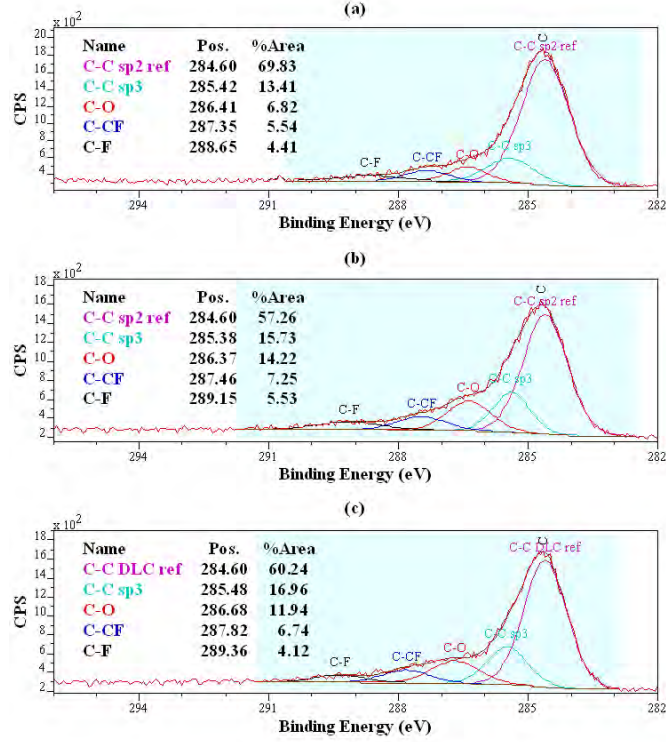 (a)
x 10²
Name Pos. %Area
C-C sp2 ref 284.60 69.83
C-C sp3 285.42 13.41
C-O 286.41 6.82
C-CF 287.35 5.54
C-F 288.65 4.41
20
18
16
14
12
10
8
6
4
CPS
C
C-C sp2 ref
C-C sp3
C-O
C-CF
C-F
294 291 288 285 282
Binding Energy (eV)
(b)
x 10²
Name Pos. %Area
C-C sp2 ref 284.60 57.26
C-C sp3 285.38 15.73
C-O 286.37 14.22
C-CF 287.46 7.25
C-F 289.15 5.53
18
16
14
12
10
8
6
4
2
CPS
C
C-C sp2 ref
C-C sp3
C-O
C-CF
C-F
294 291 288 285 282
Binding Energy (eV)
(c)
x 10²
Name Pos. %Area
C-C DLC ref 284.60 60.24
C-C sp3 285.48 16.96
C-O 286.68 11.94
C-CF 287.82 6.74
C-F 289.36 4.12
18
16
14
12
10
8
6
4
2
CPS
C
C-C DLC ref
C-C sp3
C-O
C-CF
C-F
294 291 288 285 282
Binding Energy (eV)